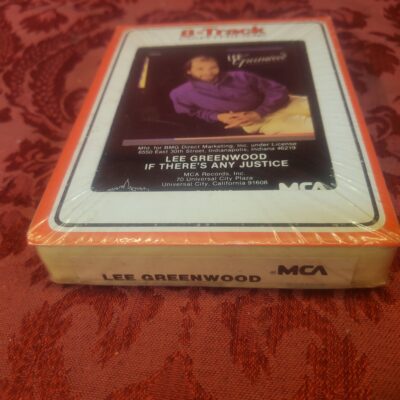 8-Track
Lee
Greenwood
Mfd. for BMG Direct Marketing, Inc. under License
6550 East 30th Street, Indianapolis, Indiana 46219
LEE GREENWOOD
IF THERE'S ANY JUSTICE
MCA Records, Inc.
70 Universal City Plaza
Universal City, California 91608
MCA
LEE GREENWOOD
MCA